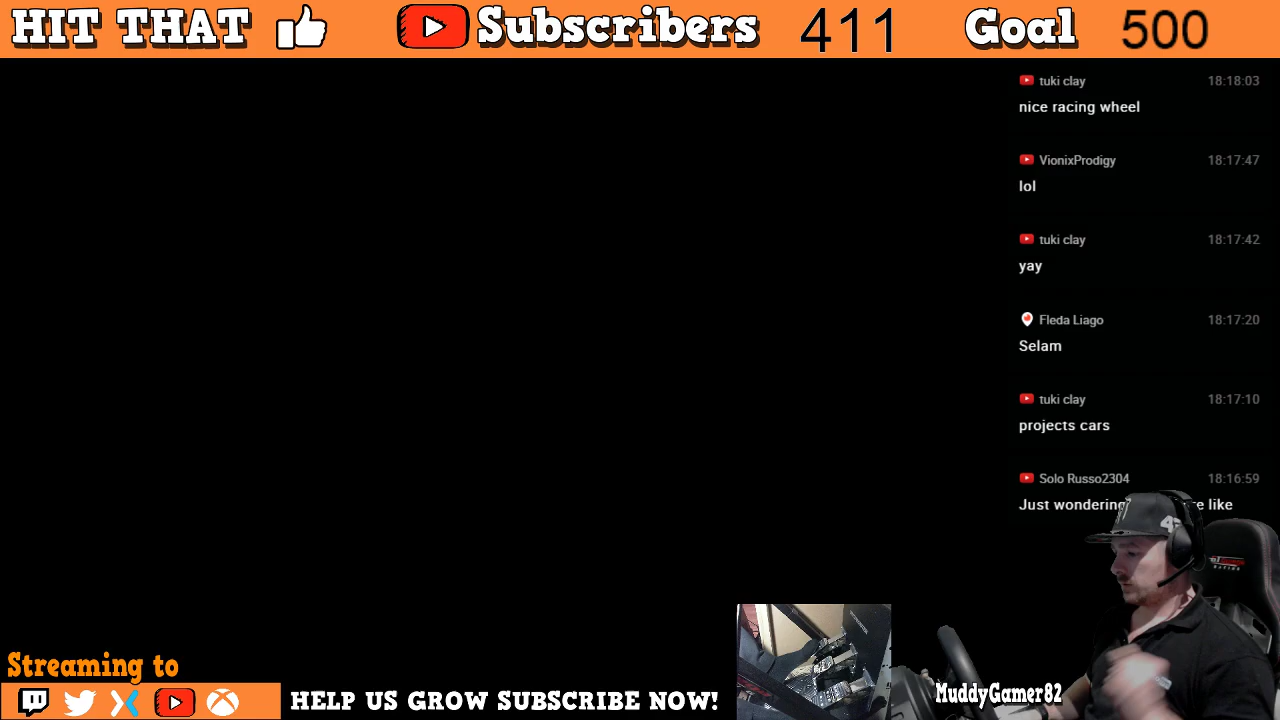 HIT THAT
Subscribers 411
Goal 500
tuki clay 18:18:03
nice racing wheel
VionixProdigy 18:17:47
lol
tuki clay 18:17:42
yay
Fleda Liago 18:17:20
Selam
tuki clay 18:17:10
projects cars
Solo Russo2304 18:16:59
Just wondering like
Streaming to
HELP US GROW SUBSCRIBE NOW!
MuddyGamer82